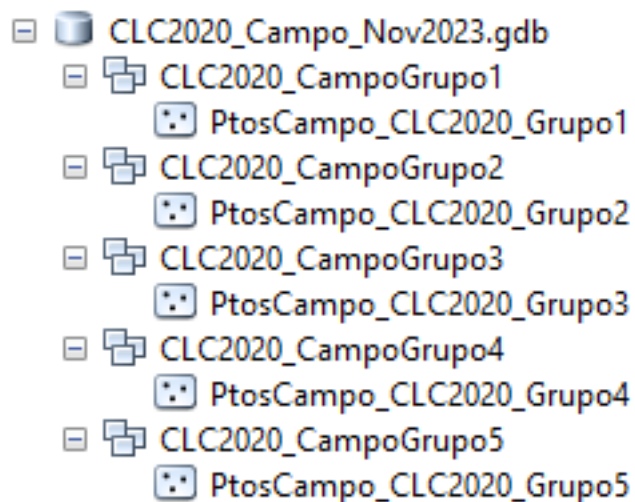 CLC2020_Campo_Nov2023.gdb
CLC2020_CampoGrupo1
PtosCampo_CLC2020_Grupo1
CLC2020_CampoGrupo2
PtosCampo_CLC2020_Grupo2
CLC2020_CampoGrupo3
PtosCampo_CLC2020_Grupo3
CLC2020_CampoGrupo4
PtosCampo_CLC2020_Grupo4
CLC2020_CampoGrupo5
PtosCampo_CLC2020_Grupo5